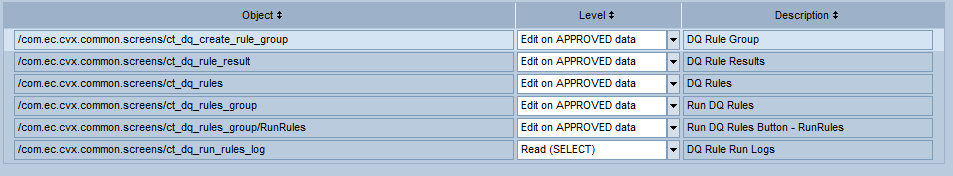 Object Level Description
/com.ec.cvx.common.screens/ct_dq_create_rule_group Edit on APPROVED data DQ Rule Group
/com.ec.cvx.common.screens/ct_dq_rule_result Edit on APPROVED data DQ Rule Results
/com.ec.cvx.common.screens/ct_dq_rules Edit on APPROVED data DQ Rules
/com.ec.cvx.common.screens/ct_dq_rules_group Edit on APPROVED data Run DQ Rules
/com.ec.cvx.common.screens/ct_dq_rules_group/RunRules Edit on APPROVED data Run DQ Rules Button - RunRules
/com.ec.cvx.common.screens/ct_dq_run_rules_log Read (SELECT) DQ Rule Run Logs